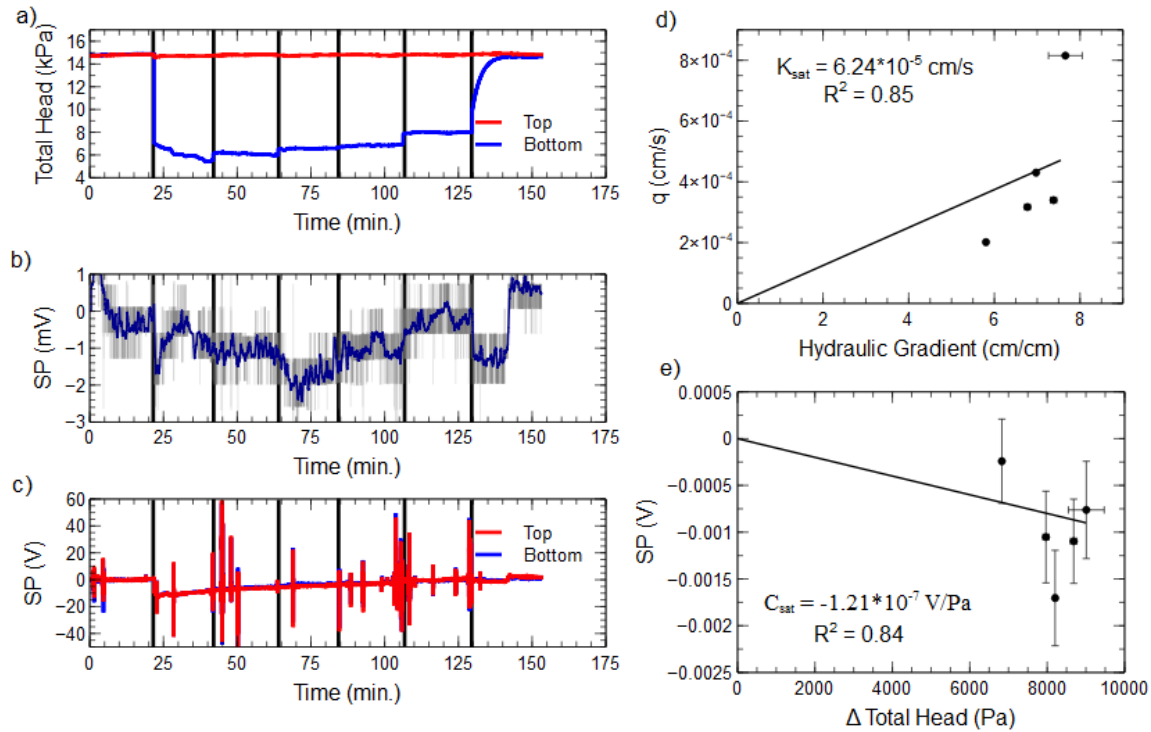 a)
Total Head (kPa)
16
14
12
10
8
6
4
Top
Bottom
0 25 50 75 100 125 150 175
Time (min.)
b)
SP (mV)
1
0
−1
−2
−3
0 25 50 75 100 125 150 175
Time (min.)
c)
SP (V)
60
40
20
0
−20
−40
Top
Bottom
0 25 50 75 100 125 150 175
Time (min.)
d)
q (cm/s)
8×10⁻⁴
6×10⁻⁴
4×10⁻⁴
2×10⁻⁴
0
Ksat = 6.24*10⁻⁵ cm/s
R² = 0.85
0 2 4 6 8
Hydraulic Gradient (cm/cm)
e)
SP (V)
0.0005
0
−0.0005
−0.001
−0.0015
−0.002
−0.0025
Csat = -1.21*10⁻⁷ V/Pa
R² = 0.84
0 2000 4000 6000 8000 10000
Δ Total Head (Pa)